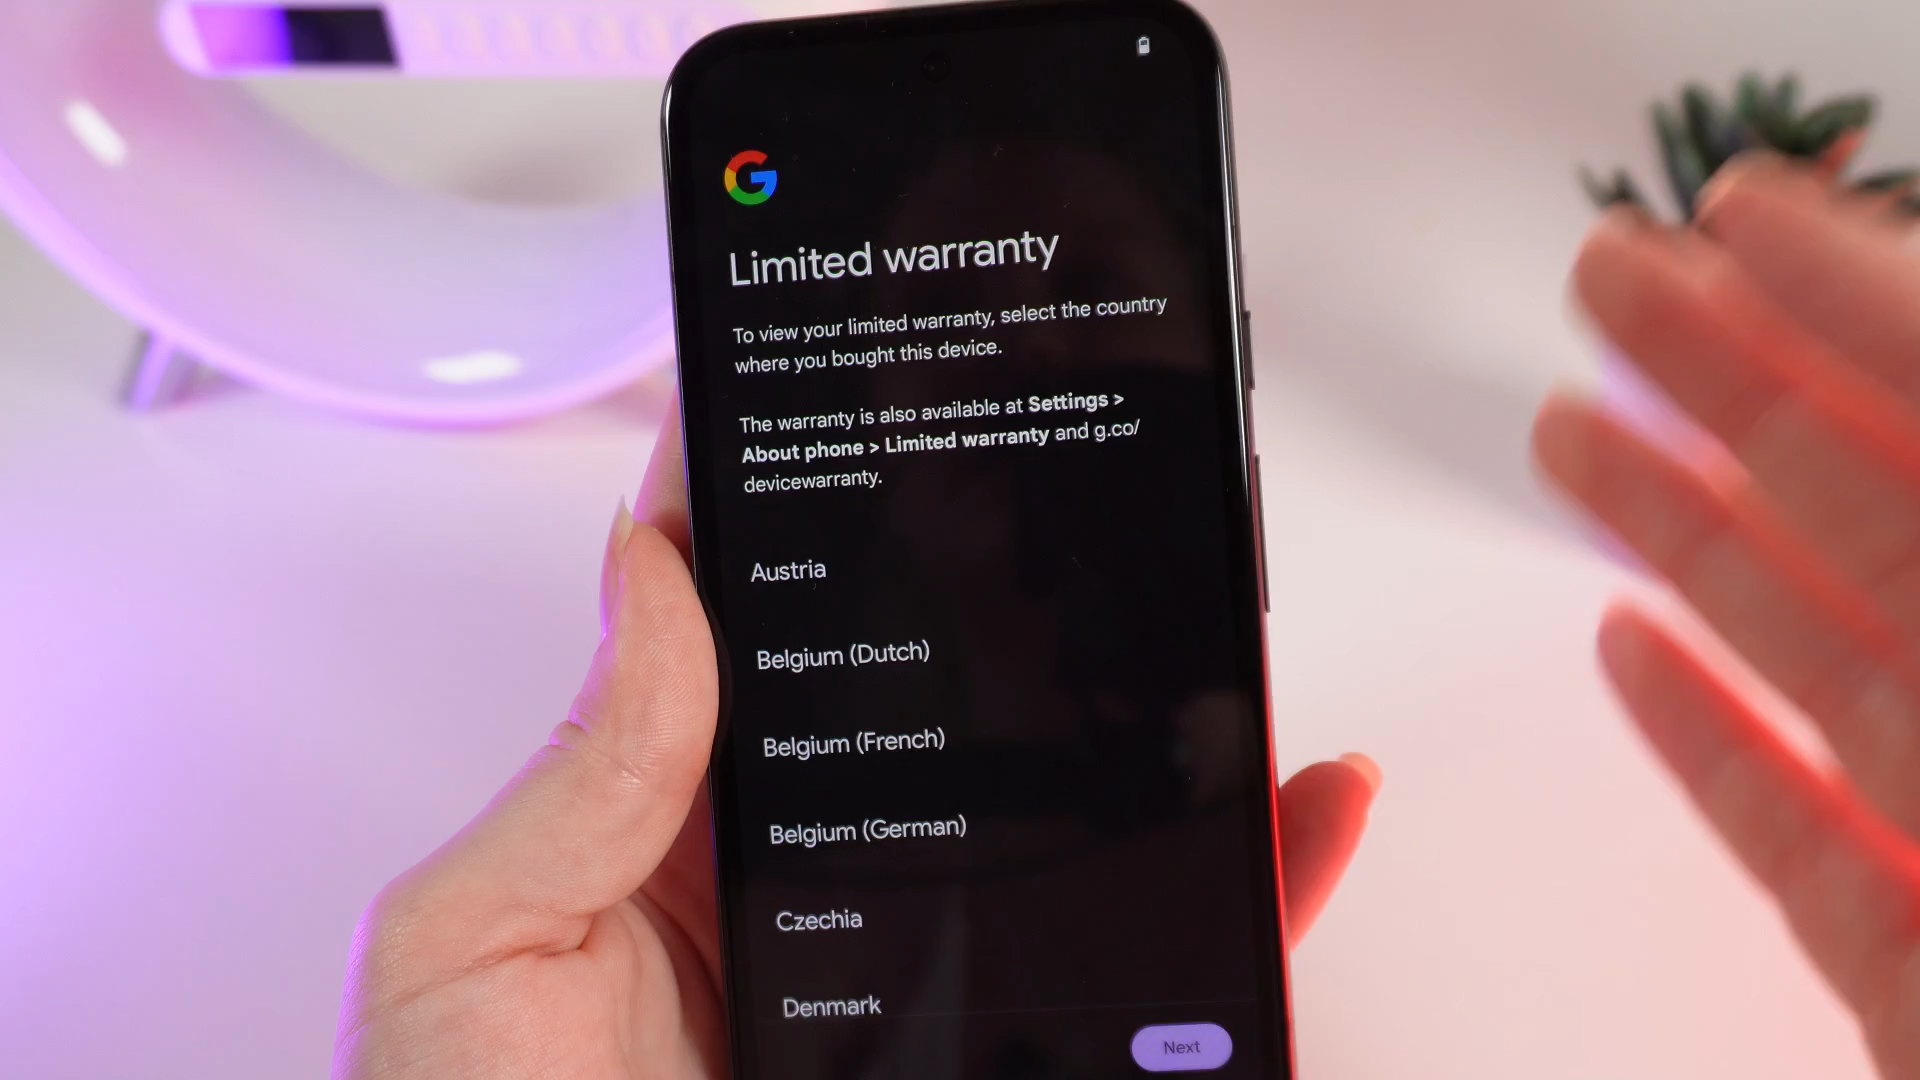 Limited warranty
To view your limited warranty, select the country
where you bought this device.
The warranty is also available at Settings >
About phone > Limited warranty and g.co/
devicewarranty.
Austria
Belgium (Dutch)
Belgium (French)
Belgium (German)
Czechia
Denmark
Next